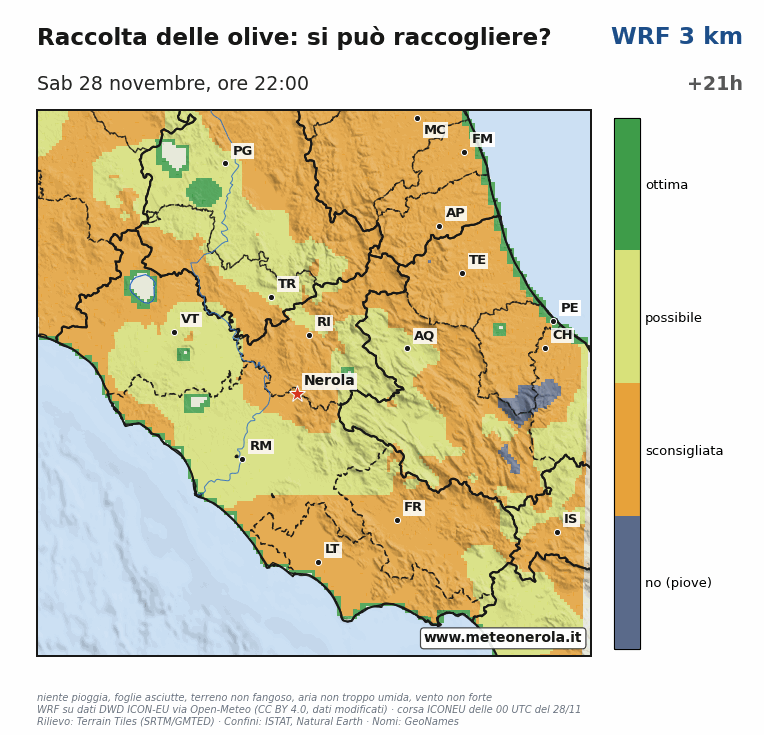 Raccolta delle olive: si può raccogliere?
WRF 3 km
Sab 28 novembre, ore 22:00
+21h
MC
FM
PG
AP
TE
TR
PE
VT
RI
CH
AQ
Nerola
RM
FR
IS
LT
www.meteonerola.it
ottima
possibile
sconsigliata
no (piove)
niente pioggia, foglie asciutte, terreno non fangoso, aria non troppo umida, vento non forte
WRF su dati DWD ICON-EU via Open-Meteo (CC BY 4.0, dati modificati) · corsa ICONEU delle 00 UTC del 28/11
Rilievo: Terrain Tiles (SRTM/GMTED) · Confini: ISTAT, Natural Earth · Nomi: GeoNames